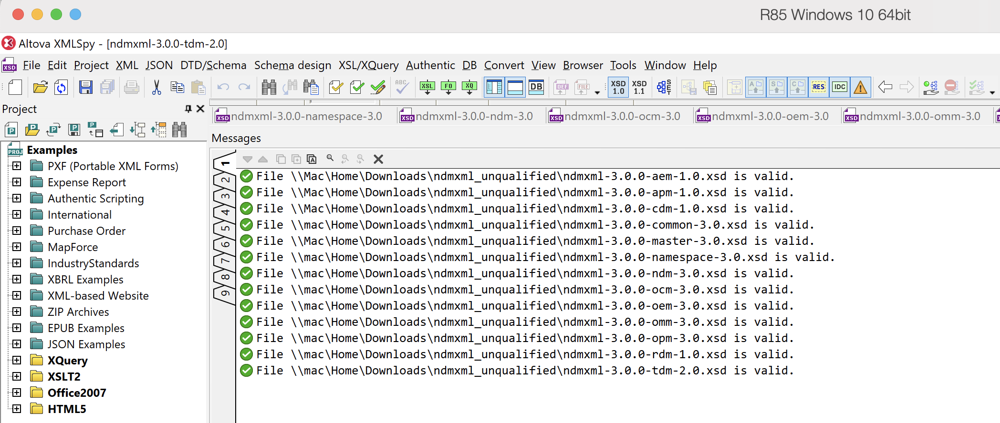 R85 Windows 10 64bit
Altova XMLSpy - [ndmxml-3.0.0-tdm-2.0]
XSD File Edit Project XML JSON DTD/Schema Schema design XSL/XQuery Authentic DB Convert View Browser Tools Window Help
ABC XSL FO XQ DB DEF FILE XSD 1.0 XSD 1.1 A S C RES IDC
Project
XSD ndmxml-3.0.0-namespace-3.0 XSD ndmxml-3.0.0-ndm-3.0 XSD ndmxml-3.0.0-ocm-3.0 XSD ndmxml-3.0.0-oem-3.0 XSD ndmxml-3.0.0-omm-3.0
P P P P P
Messages
PROJ Examples
PXF (Portable XML Forms)
Expense Report
Authentic Scripting
International
Purchase Order
MapForce
IndustryStandards
XBRL Examples
XML-based Website
ZIP Archives
EPUB Examples
JSON Examples
XQuery
XSLT2
Office2007
HTML5
1
2
3
4
5
6
7
8
9
A
File \\Mac\Home\Downloads\ndmxml_unqualified\ndmxml-3.0.0-aem-1.0.xsd is valid.
File \\Mac\Home\Downloads\ndmxml_unqualified\ndmxml-3.0.0-apm-1.0.xsd is valid.
File \\Mac\Home\Downloads\ndmxml_unqualified\ndmxml-3.0.0-cdm-1.0.xsd is valid.
File \\mac\Home\Downloads\ndmxml_unqualified\ndmxml-3.0.0-common-3.0.xsd is valid.
File \\Mac\Home\Downloads\ndmxml_unqualified\ndmxml-3.0.0-master-3.0.xsd is valid.
File \\mac\Home\Downloads\ndmxml_unqualified\ndmxml-3.0.0-namespace-3.0.xsd is valid.
File \\mac\Home\Downloads\ndmxml_unqualified\ndmxml-3.0.0-ndm-3.0.xsd is valid.
File \\mac\Home\Downloads\ndmxml_unqualified\ndmxml-3.0.0-ocm-3.0.xsd is valid.
File \\mac\Home\Downloads\ndmxml_unqualified\ndmxml-3.0.0-oem-3.0.xsd is valid.
File \\mac\Home\Downloads\ndmxml_unqualified\ndmxml-3.0.0-omm-3.0.xsd is valid.
File \\mac\Home\Downloads\ndmxml_unqualified\ndmxml-3.0.0-opm-3.0.xsd is valid.
File \\mac\Home\Downloads\ndmxml_unqualified\ndmxml-3.0.0-rdm-1.0.xsd is valid.
File \\mac\Home\Downloads\ndmxml_unqualified\ndmxml-3.0.0-tdm-2.0.xsd is valid.